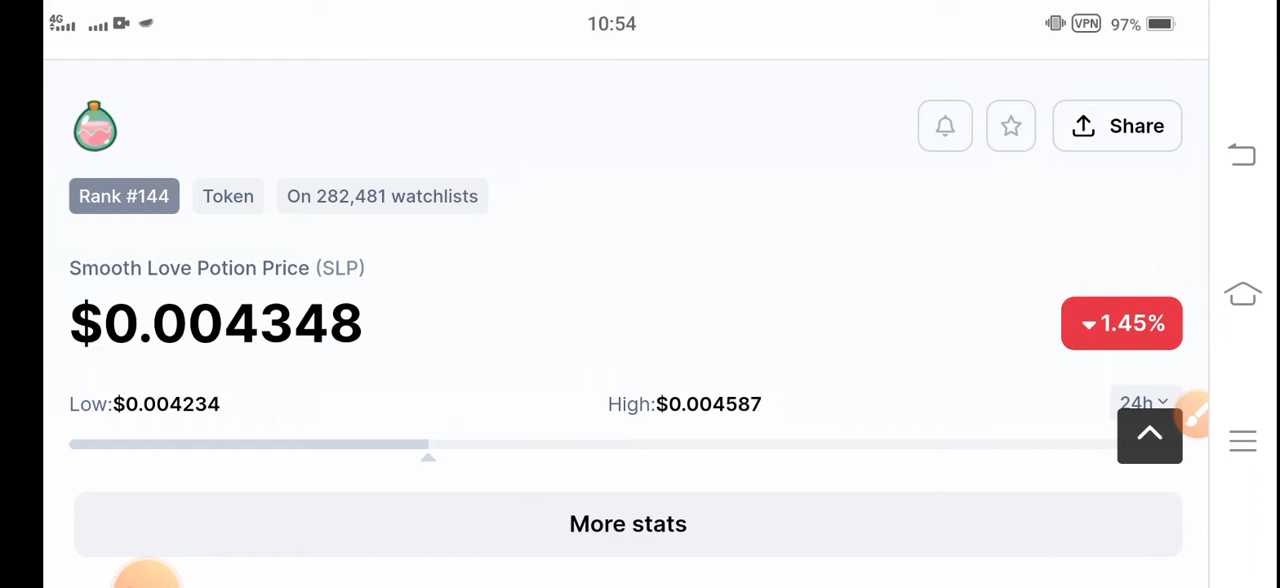 4G 10:54 VPN 97%
Share
Rank #144 Token On 282,481 watchlists
Smooth Love Potion Price (SLP)
$0.004348 1.45%
Low:$0.004234 High:$0.004587 24h
More stats